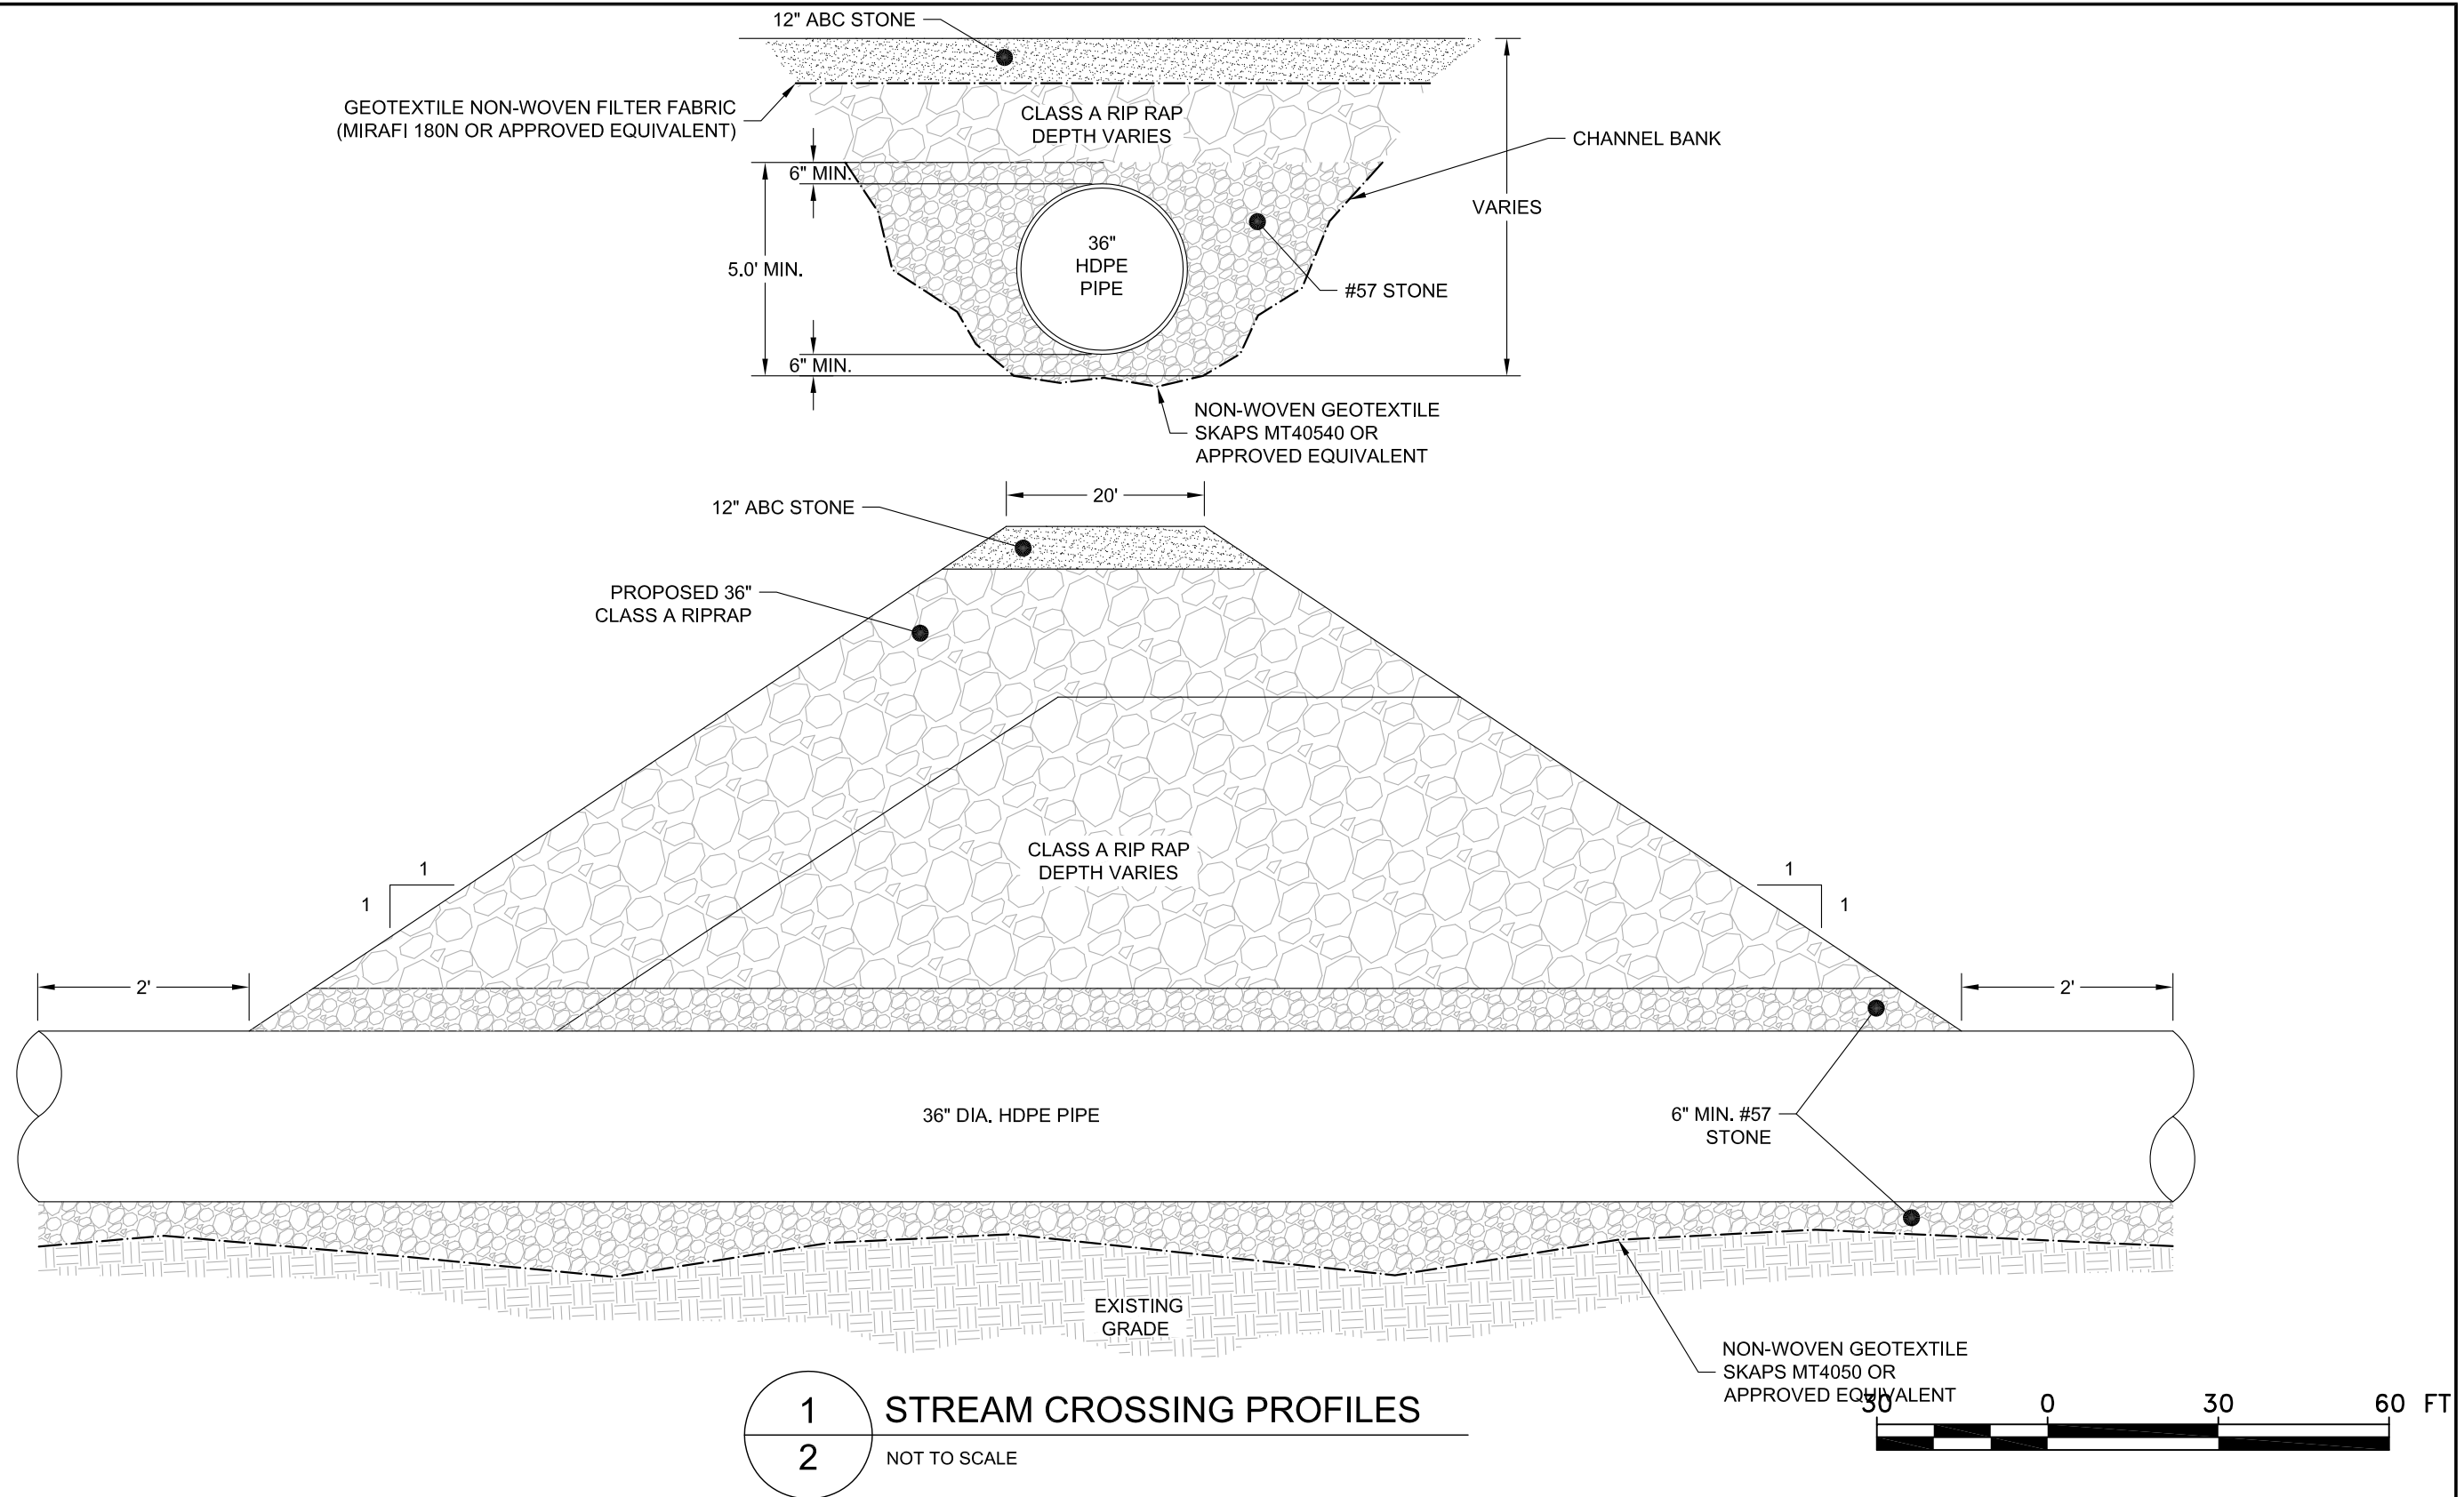 12" ABC STONE
GEOTEXTILE NON-WOVEN FILTER FABRIC
(MIRAFI 180N OR APPROVED EQUIVALENT)
CLASS A RIP RAP
DEPTH VARIES
CHANNEL BANK
6" MIN.
VARIES
36"
HDPE
PIPE
5.0' MIN.
#57 STONE
6" MIN.
NON-WOVEN GEOTEXTILE
SKAPS MT40540 OR
APPROVED EQUIVALENT
20'
12" ABC STONE
PROPOSED 36"
CLASS A RIPRAP
CLASS A RIP RAP
DEPTH VARIES
1
1
1
1
2'
2'
36" DIA. HDPE PIPE
6" MIN. #57
STONE
EXISTING
GRADE
NON-WOVEN GEOTEXTILE
SKAPS MT4050 OR
APPROVED EQUIVALENT
1
2
STREAM CROSSING PROFILES
NOT TO SCALE
30 0 30 60 FT